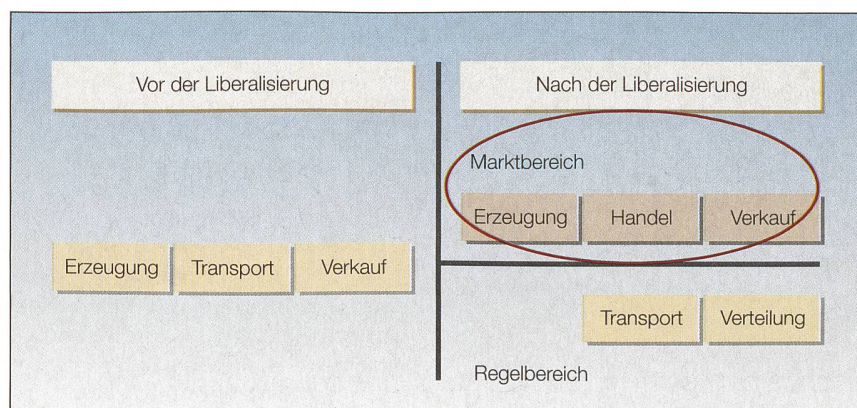 Vor der Liberalisierung
Nach der Liberalisierung
Marktbereich
Erzeugung Handel Verkauf
Erzeugung Transport Verkauf
Transport Verteilung
Regelbereich